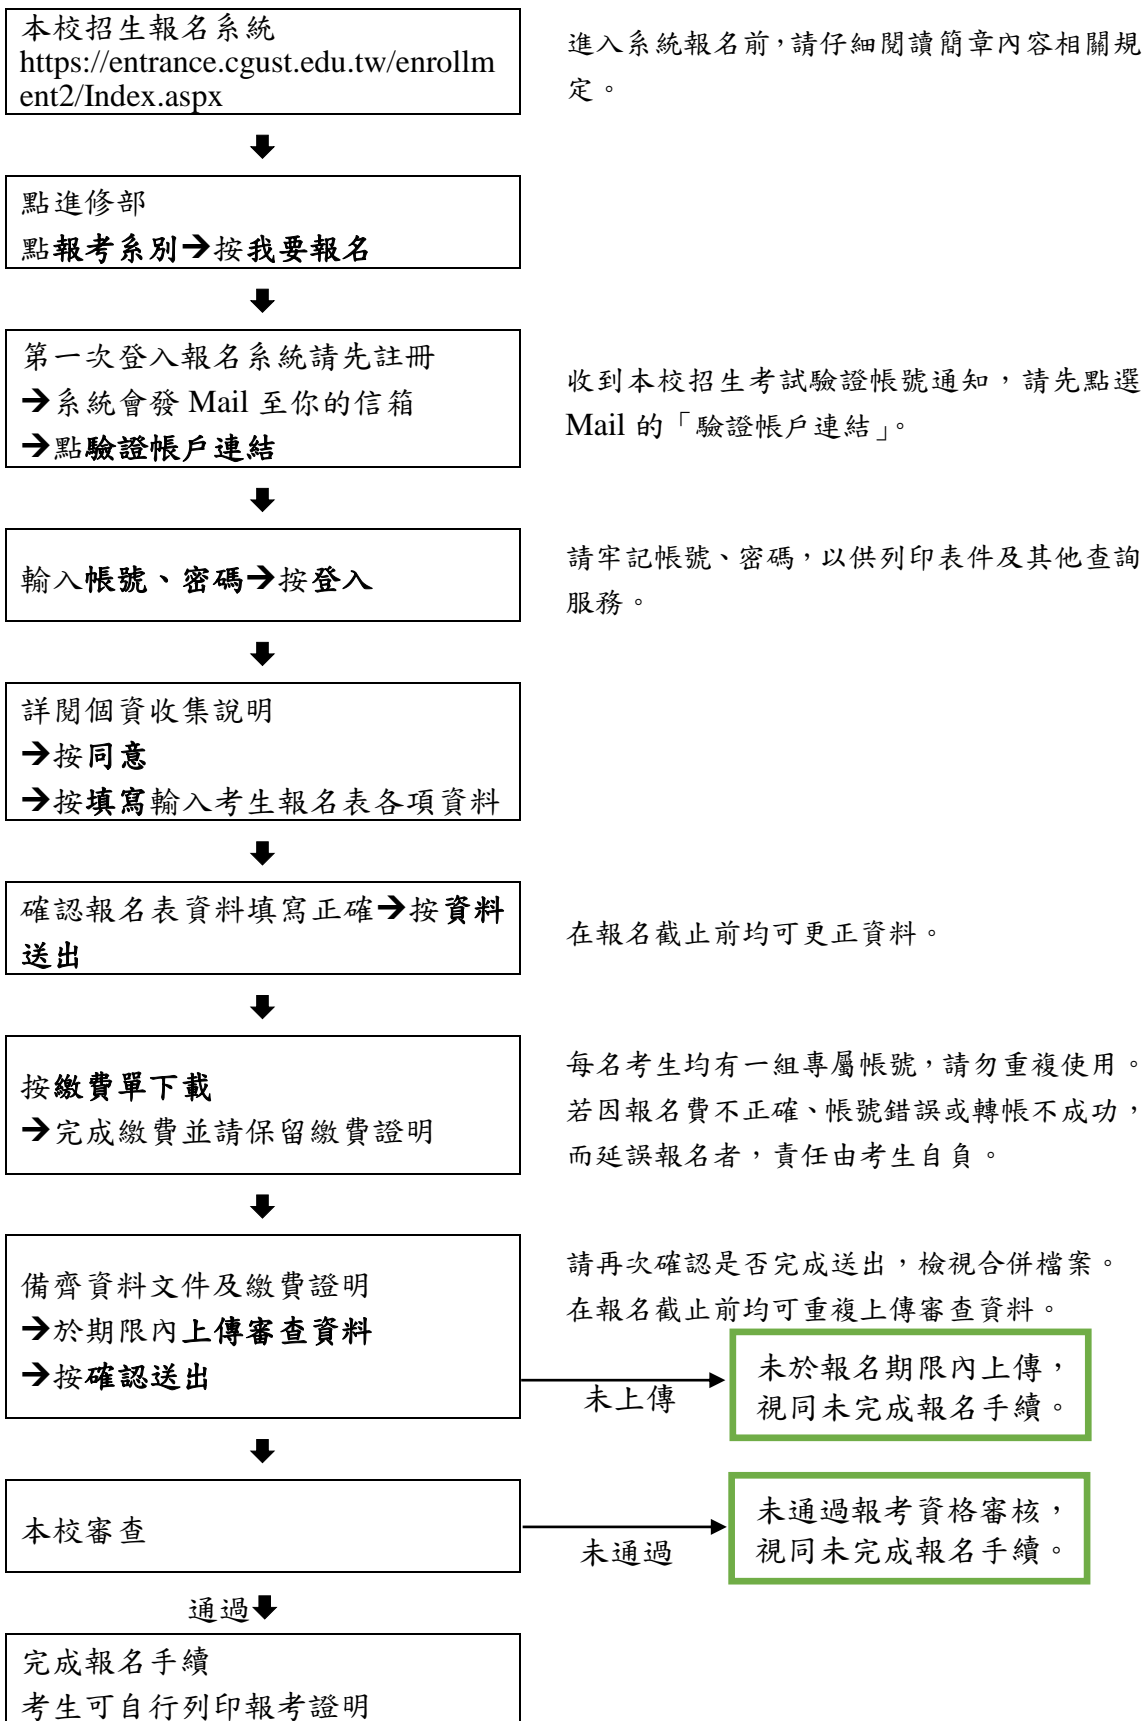 本校招生報名系統
https://entrance.cgust.edu.tw/enrollm
ent2/Index.aspx
進入系統報名前,請仔細閱讀簡章內容相關規
定。
點進修部
點報考系別→按我要報名
第一次登入報名系統請先註冊
→系統會發 Mail 至你的信箱
→點驗證帳戶連結
收到本校招生考試驗證帳號通知,請先點選
Mail 的「驗證帳戶連結」。
輸入帳號、密碼→按登入
請牢記帳號、密碼,以供列印表件及其他查詢
服務。
詳閱個資收集說明
→按同意
→按填寫輸入考生報名表各項資料
確認報名表資料填寫正確→按資料
送出
在報名截止前均可更正資料。
按繳費單下載
→完成繳費並請保留繳費證明
每名考生均有一組專屬帳號,請勿重複使用。
若因報名費不正確、帳號錯誤或轉帳不成功,
而延誤報名者,責任由考生自負。
備齊資料文件及繳費證明
→於期限內上傳審查資料
→按確認送出
請再次確認是否完成送出,檢視合併檔案。
在報名截止前均可重複上傳審查資料。
未上傳
未於報名期限內上傳,
視同未完成報名手續。
本校審查
未通過
未通過報考資格審核,
視同未完成報名手續。
通過
完成報名手續
考生可自行列印報考證明